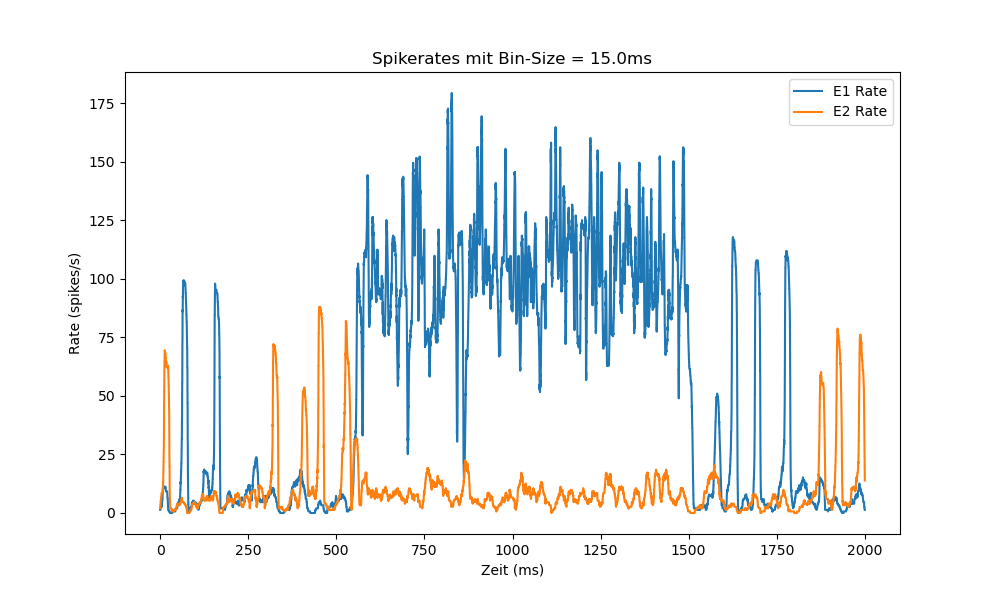 Spikerates mit Bin-Size = 15.0ms
E1 Rate
E2 Rate
Rate (spikes/s)
175
150
125
100
75
50
25
0
0 250 500 750 1000 1250 1500 1750 2000
Zeit (ms)